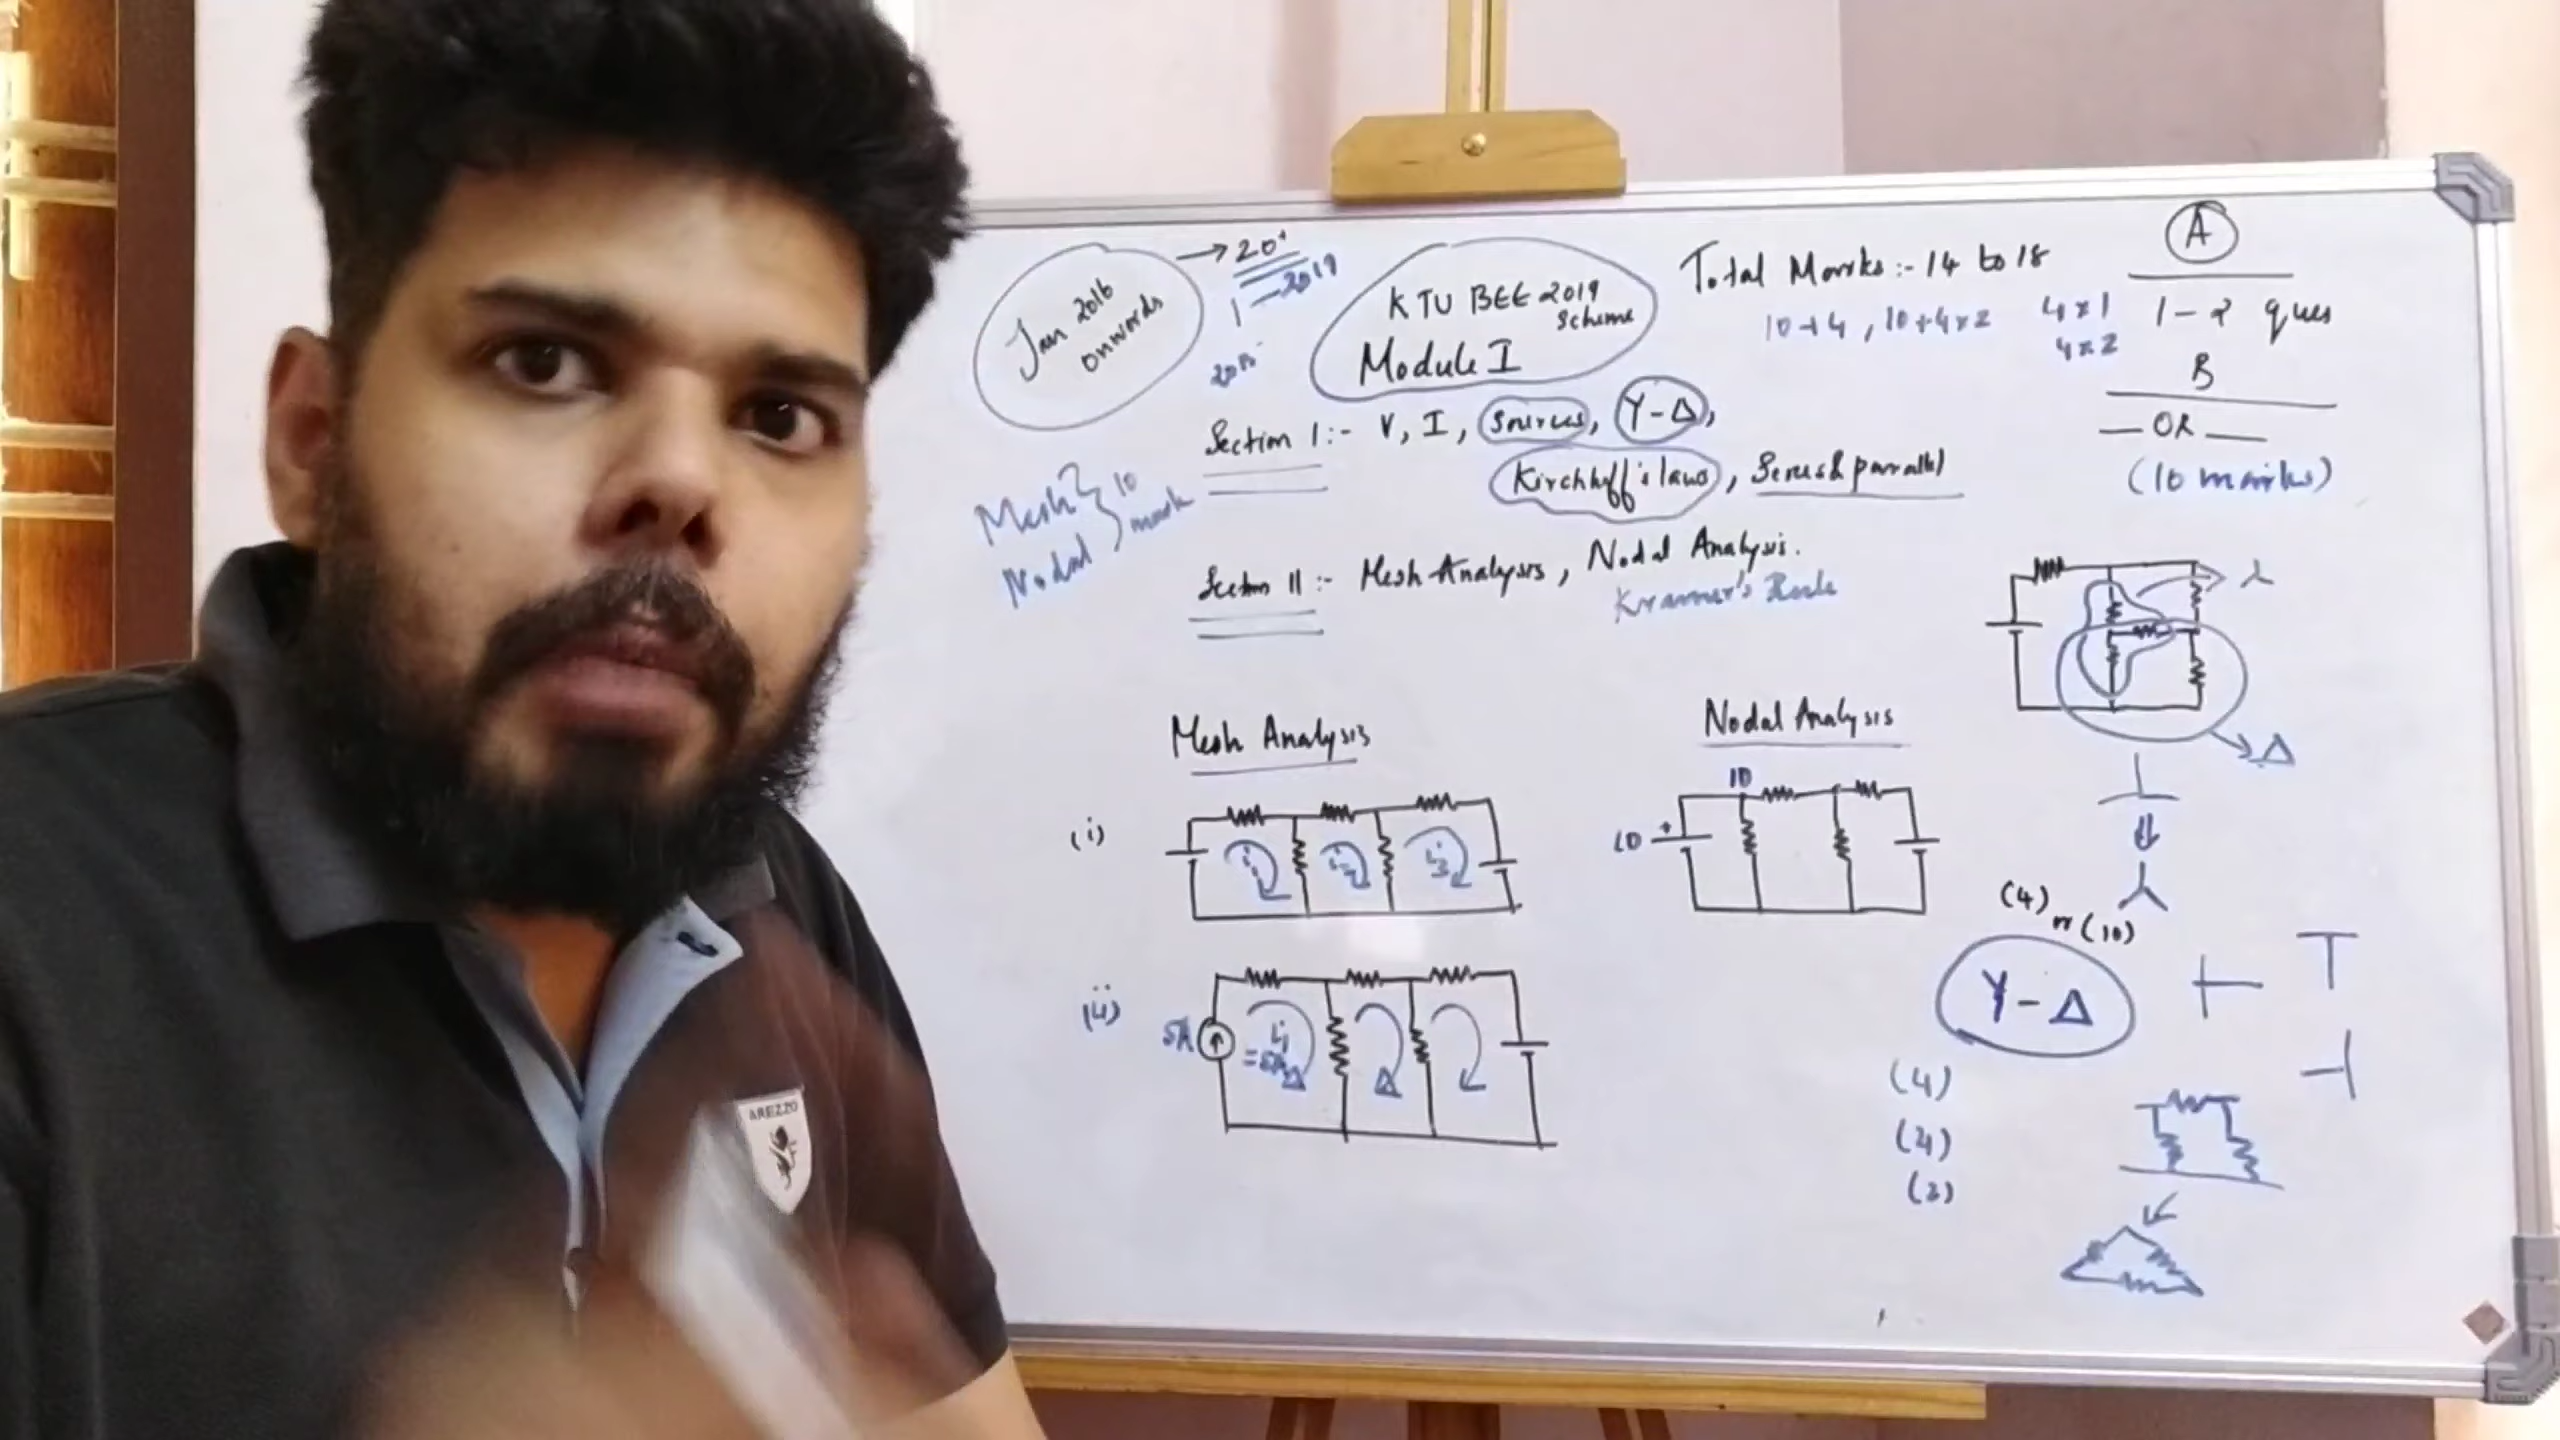 Jan 2016
onwards
→ 20+
1 - 2019
KTU BEE 2019
Scheme
Module I
Total Marks :- 14 to 18
10 + 4 , 10 + 4 x 2
4 x 1
4 x 2
A
1 - 2 ques
B
OR
(10 marks)
Section I :- V, I, Sources, Y - Δ,
Kirchhoff's laws, Series & parallel
Mesh } 10
Nodal } mark
Section II :- Mesh Analysis, Nodal Analysis.
Kramer's Rule
Mesh Analysis
Nodal Analysis
(i)
i1
i2
i3
10
10
+
(ii)
5A
i1
= 5A
Δ
(4)
or (10)
Y - Δ
(4)
(4)
(2)
AREZZO